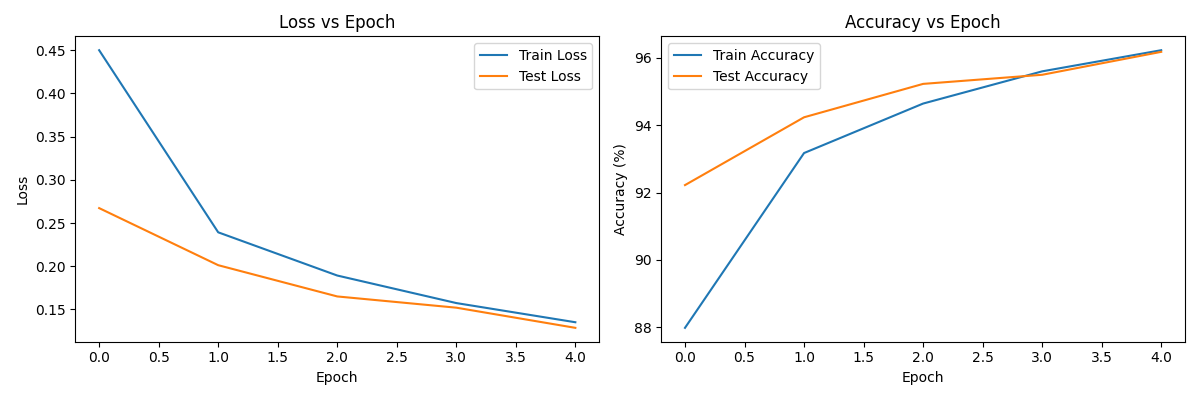 Loss vs Epoch
0.45
0.40
0.35
0.30
0.25
0.20
0.15
Loss
Train Loss
Test Loss
0.0 0.5 1.0 1.5 2.0 2.5 3.0 3.5 4.0
Epoch
Accuracy vs Epoch
96
94
92
90
88
Accuracy (%)
Train Accuracy
Test Accuracy
0.0 0.5 1.0 1.5 2.0 2.5 3.0 3.5 4.0
Epoch